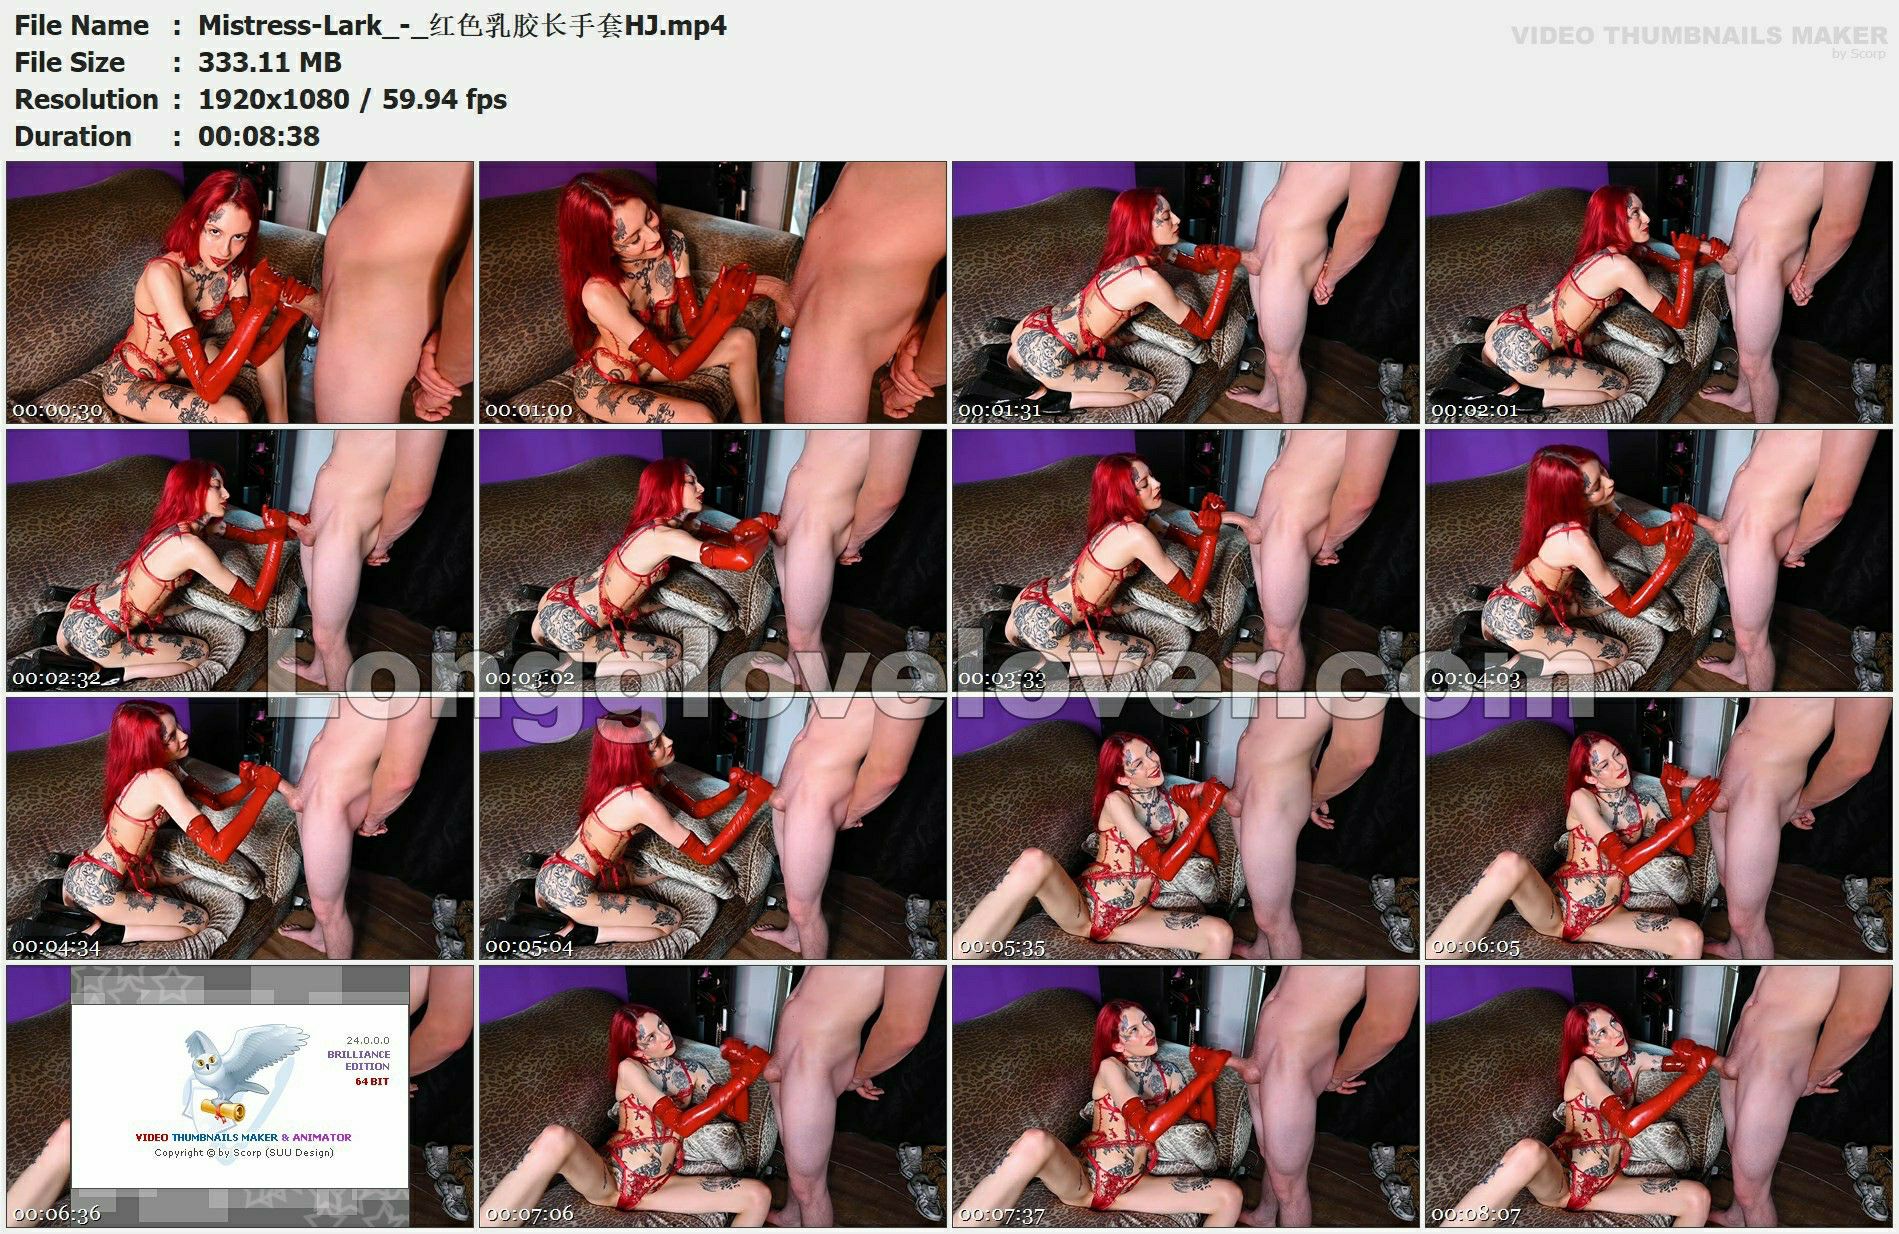 File Name : Mistress-Lark_-_红色乳胶长手套HJ.mp4
VIDEO THUMBNAILS MAKER
by Scorp
File Size : 333.11 MB
Resolution : 1920x1080 / 59.94 fps
Duration : 00:08:38
00:00:30
00:01:00
00:01:31
00:02:01
00:02:32
00:03:02
00:03:33
00:04:03
Longglovelover.com
00:04:34
00:05:04
00:05:35
00:06:05
24.0.0.0
BRILLIANCE
EDITION
64 BIT
VIDEO THUMBNAILS MAKER & ANIMATOR
Copyright © by Scorp (SUU Design)
00:06:36
00:07:06
00:07:37
00:08:07